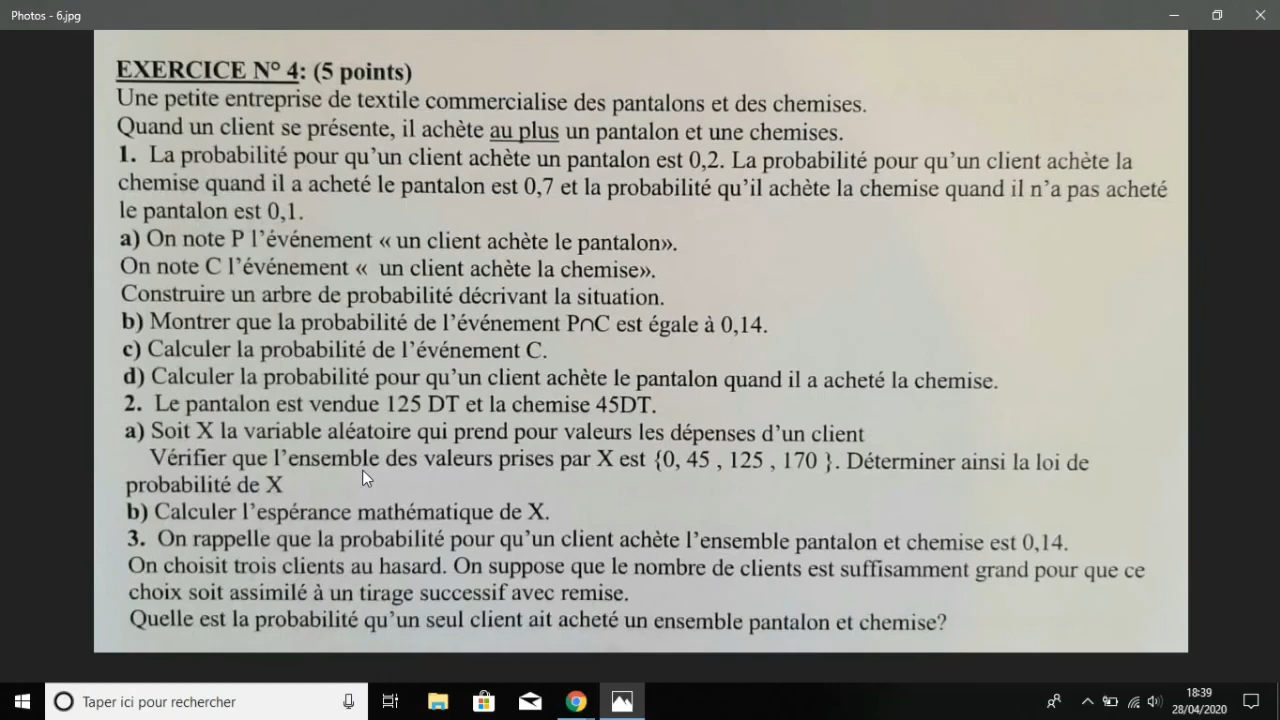 Photos - 6.jpg
EXERCICE N° 4: (5 points)
Une petite entreprise de textile commercialise des pantalons et des chemises.
Quand un client se présente, il achète au plus un pantalon et une chemises.
1. La probabilité pour qu’un client achète un pantalon est 0,2. La probabilité pour qu’un client achète la
chemise quand il a acheté le pantalon est 0,7 et la probabilité qu’il achète la chemise quand il n’a pas acheté
le pantalon est 0,1.
a) On note P l’événement « un client achète le pantalon».
On note C l’événement « un client achète la chemise».
Construire un arbre de probabilité décrivant la situation.
b) Montrer que la probabilité de l’événement P∩C est égale à 0,14.
c) Calculer la probabilité de l’événement C.
d) Calculer la probabilité pour qu’un client achète le pantalon quand il a acheté la chemise.
2. Le pantalon est vendue 125 DT et la chemise 45DT.
a) Soit X la variable aléatoire qui prend pour valeurs les dépenses d’un client
Vérifier que l’ensemble des valeurs prises par X est {0, 45 , 125 , 170 }. Déterminer ainsi la loi de
probabilité de X
b) Calculer l’espérance mathématique de X.
3. On rappelle que la probabilité pour qu’un client achète l’ensemble pantalon et chemise est 0,14.
On choisit trois clients au hasard. On suppose que le nombre de clients est suffisamment grand pour que ce
choix soit assimilé à un tirage successif avec remise.
Quelle est la probabilité qu’un seul client ait acheté un ensemble pantalon et chemise?
Taper ici pour rechercher
18:39
28/04/2020